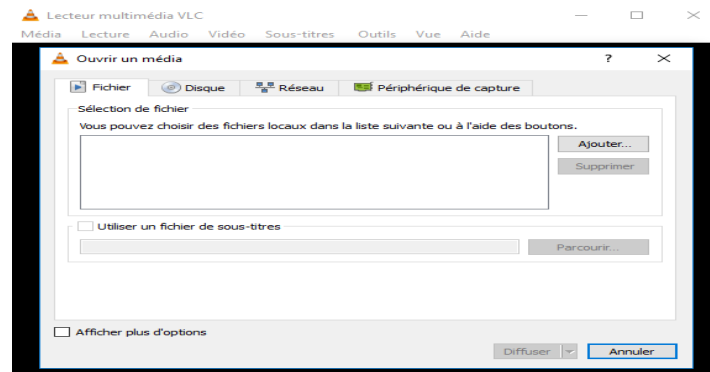 Lecteur multimédia VLC
Média Lecture Audio Vidéo Sous-titres Outils Vue Aide
Ouvrir un média ?
Fichier Disque Réseau Périphérique de capture
Sélection de fichier
Vous pouvez choisir des fichiers locaux dans la liste suivante ou à l'aide des boutons.
Ajouter...
Supprimer
Utiliser un fichier de sous-titres
Parcourir...
Afficher plus d'options
Diffuser Annuler